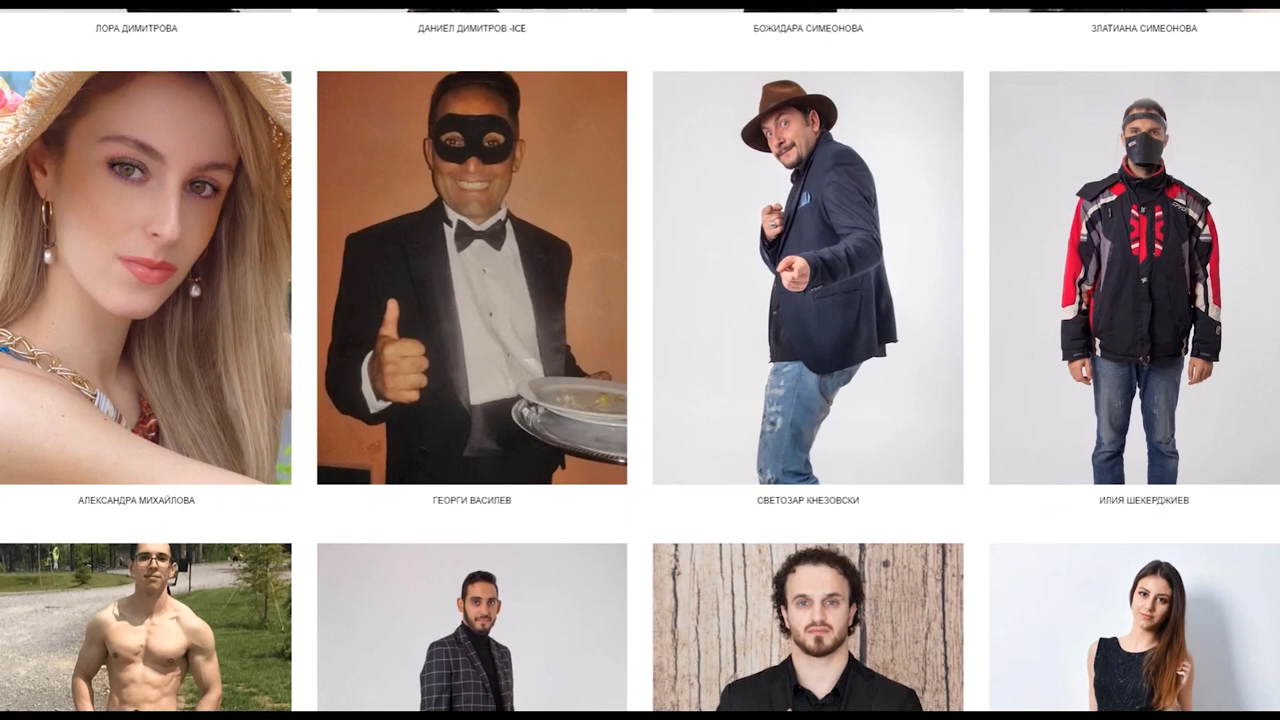 ЛОРА ДИМИТРОВА
ДАНИЕЛ ДИМИТРОВ -ICE
БОЖИДАРА СИМЕОНОВА
ЗЛАТИАНА СИМЕОНОВА
АЛЕКСАНДРА МИХАЙЛОВА
ГЕОРГИ ВАСИЛЕВ
СВЕТОЗАР КНЕЗОВСКИ
ИЛИЯ ШЕКЕРДЖИЕВ